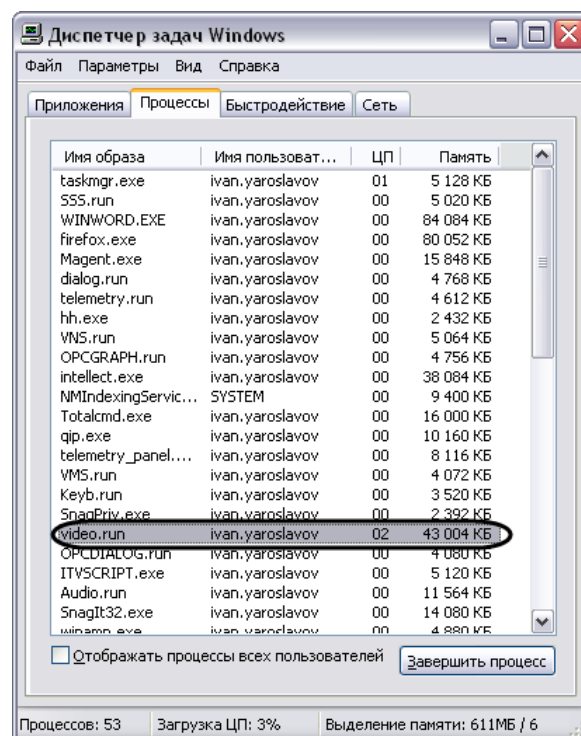 Диспетчер задач Windows
Файл Параметры Вид Справка
Приложения Процессы Быстродействие Сеть
Имя образа Имя пользоват... ЦП Память
taskmgr.exe ivan.yaroslavov 01 5 128 КБ
SSS.run ivan.yaroslavov 00 5 020 КБ
WINWORD.EXE ivan.yaroslavov 00 84 084 КБ
firefox.exe ivan.yaroslavov 00 80 052 КБ
Magent.exe ivan.yaroslavov 00 15 848 КБ
dialog.run ivan.yaroslavov 00 4 768 КБ
telemetry.run ivan.yaroslavov 00 4 612 КБ
hh.exe ivan.yaroslavov 00 2 432 КБ
VNS.run ivan.yaroslavov 00 5 064 КБ
OPCGRAPH.run ivan.yaroslavov 00 4 756 КБ
intellect.exe ivan.yaroslavov 00 38 084 КБ
NMIndexingServic... SYSTEM 00 9 400 КБ
Totalcmd.exe ivan.yaroslavov 00 16 000 КБ
qip.exe ivan.yaroslavov 00 10 160 КБ
telemetry_panel.... ivan.yaroslavov 00 8 116 КБ
VMS.run ivan.yaroslavov 00 4 072 КБ
Keyb.run ivan.yaroslavov 00 3 520 КБ
SnagPriv.exe ivan.yaroslavov 00 2 392 КБ
video.run ivan.yaroslavov 02 43 004 КБ
OPCDIALOG.run ivan.yaroslavov 00 4 080 КБ
ITVSCRIPT.exe ivan.yaroslavov 00 5 120 КБ
Audio.run ivan.yaroslavov 00 11 564 КБ
SnagIt32.exe ivan.yaroslavov 00 14 080 КБ
winamp.exe ivan.yaroslavov 00 4 880 КБ
Отображать процессы всех пользователей Завершить процесс
Процессов: 53 Загрузка ЦП: 3% Выделение памяти: 611МБ / 6